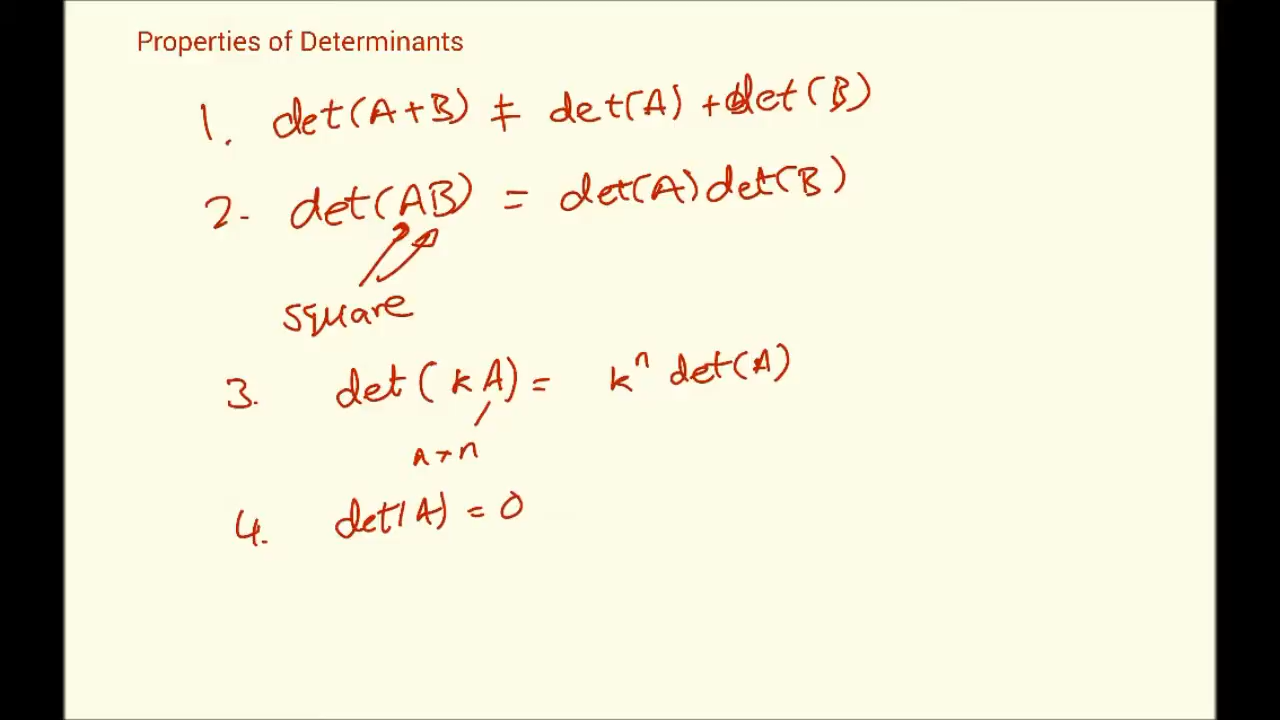 Properties of Determinants
1. det(A+B) ≠ det(A) + det(B)
2. det(AB) = det(A) det(B)
square
3. det(kA) = kⁿ det(A)
n×n
4. det(A) = 0